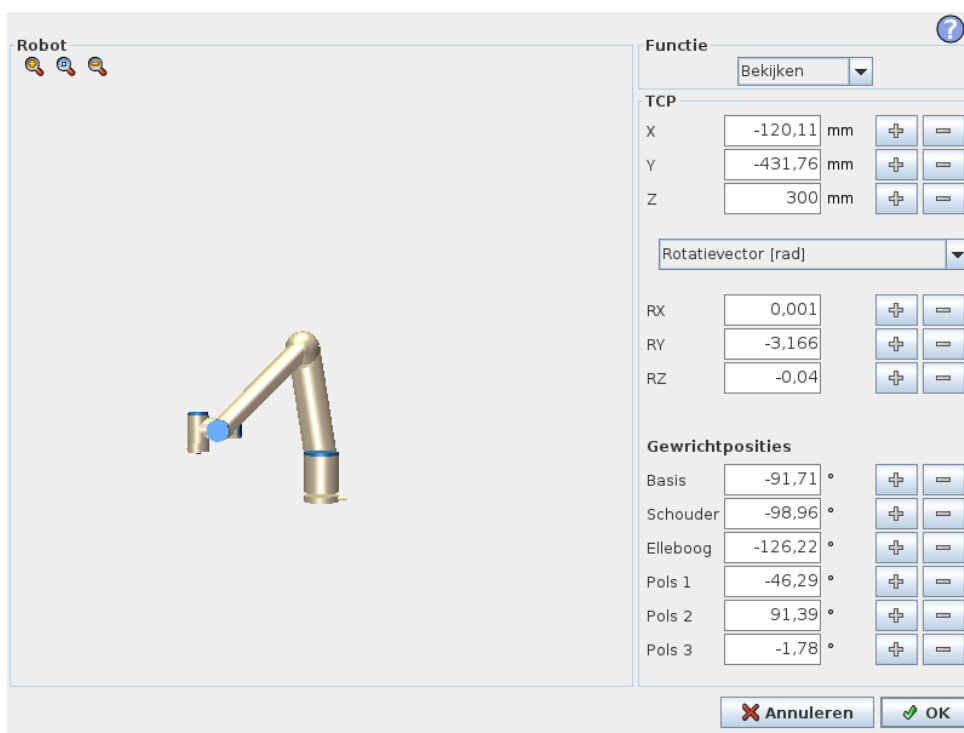 Robot
Functie
Bekijken
TCP
X -120,11 mm
Y -431,76 mm
Z 300 mm
Rotatievector [rad]
RX 0,001
RY -3,166
RZ -0,04
Gewrichtposities
Basis -91,71 °
Schouder -98,96 °
Elleboog -126,22 °
Pols 1 -46,29 °
Pols 2 91,39 °
Pols 3 -1,78 °
Annuleren OK